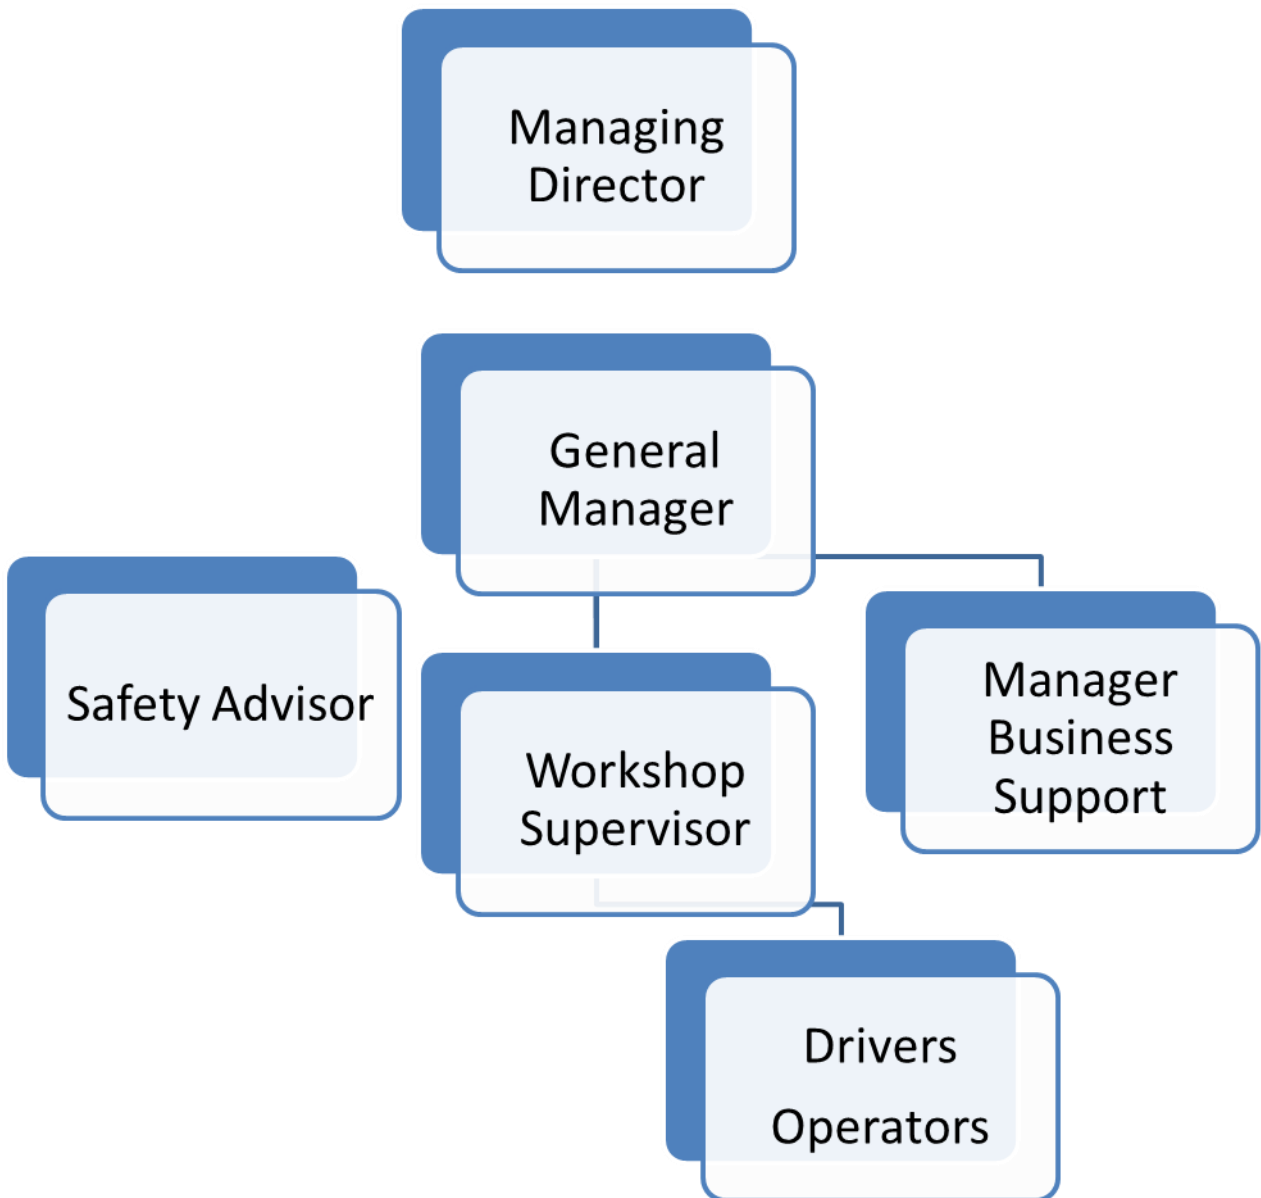 Managing
Director
General
Manager
Safety Advisor
Workshop
Supervisor
Manager
Business
Support
Drivers
Operators